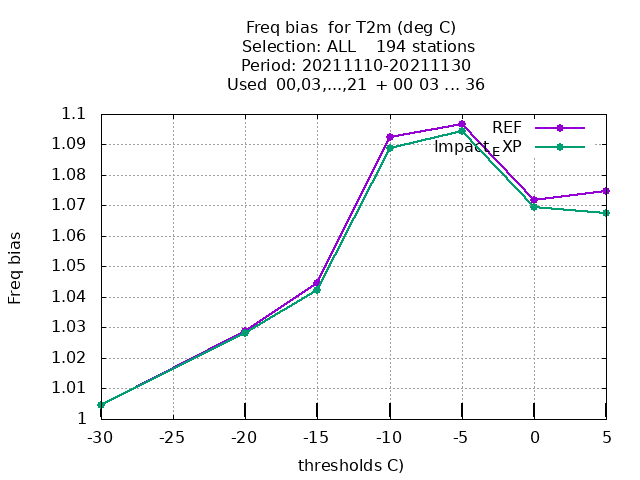 Freq bias for T2m (deg C)
Selection: ALL 194 stations
Period: 20211110-20211130
Used 00,03,...,21 + 00 03 ... 36
1.1
1.09
1.08
1.07
1.06
1.05
1.04
1.03
1.02
1.01
1
Freq bias
REF
Impact_EXP
-30 -25 -20 -15 -10 -5 0 5
thresholds C)